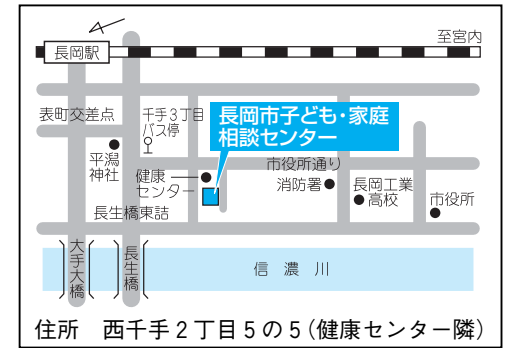 長岡駅
至宮内
表町交差点
千手3丁目
バス停
長岡市子ども・家庭
相談センター
平潟
神社
健康
センター
市役所通り
消防署
長岡工業
高校
市役所
長生橋東詰
大手大橋
長生橋
信濃川
住所 西千手2丁目5の5(健康センター隣)